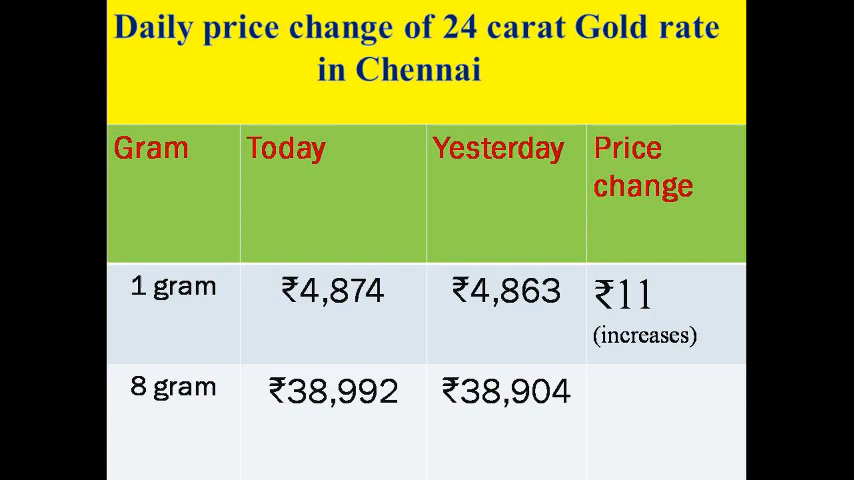 Daily price change of 24 carat Gold rate
in Chennai
Gram Today Yesterday Price
change
1 gram ₹4,874 ₹4,863 ₹11
(increases)
8 gram ₹38,992 ₹38,904